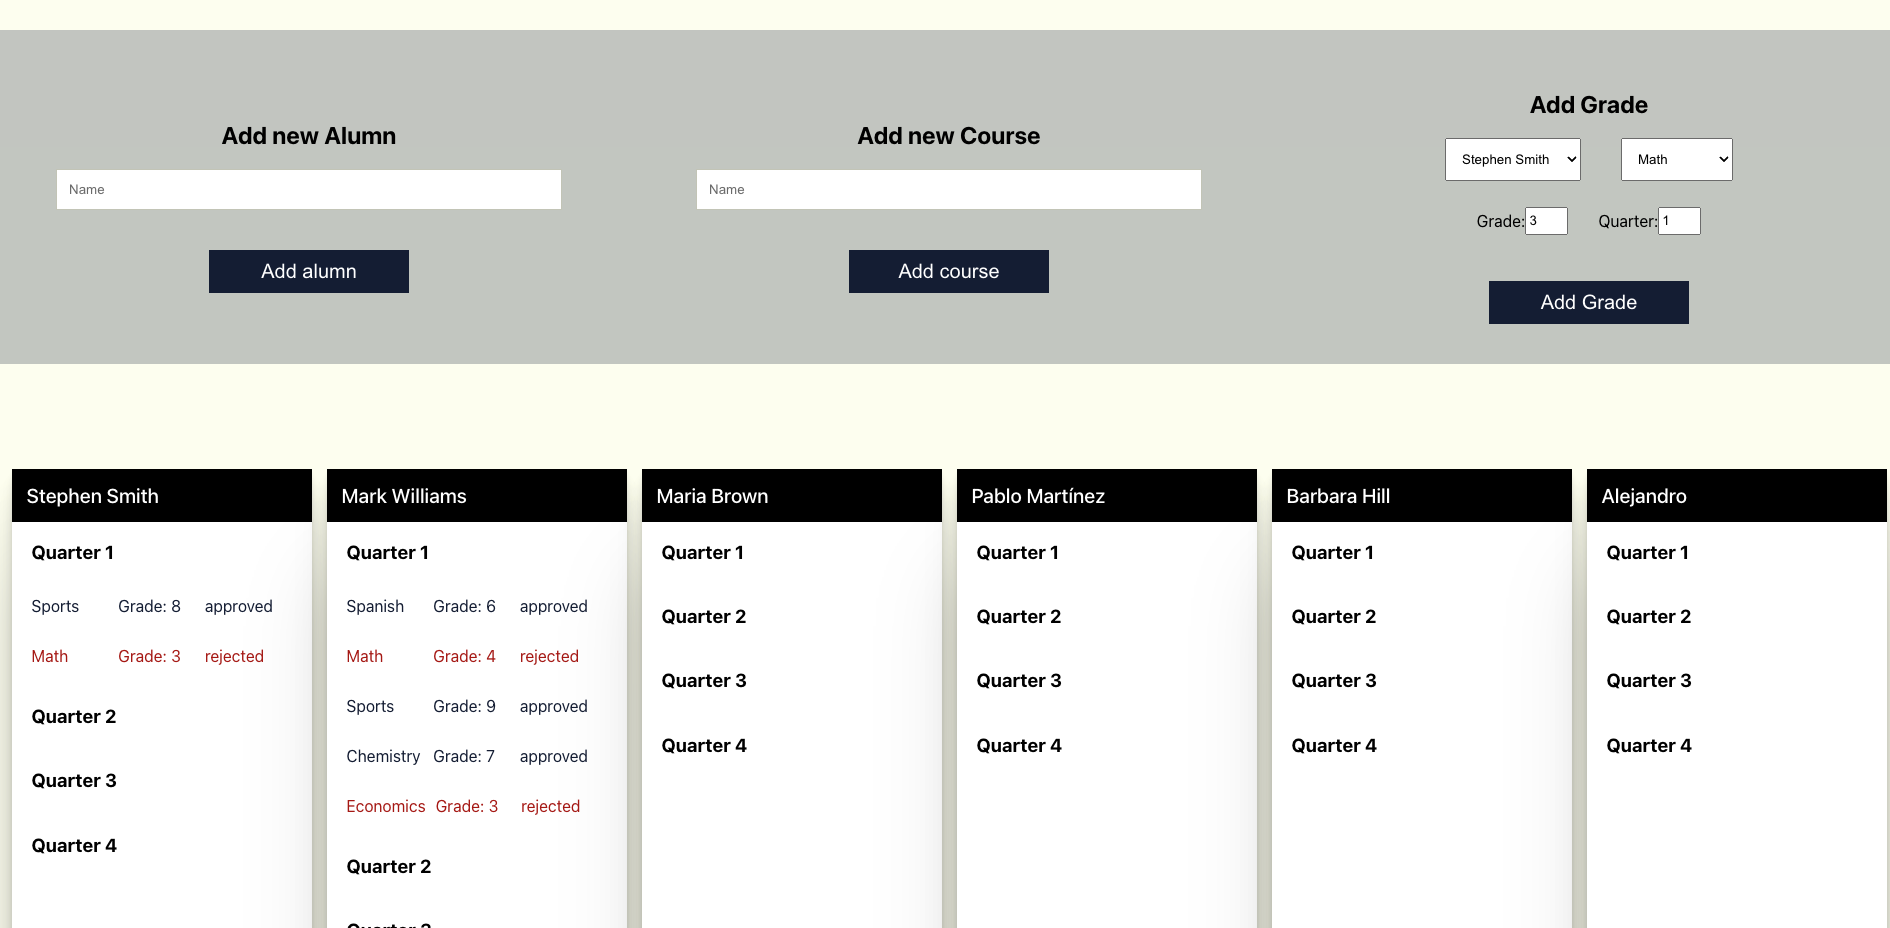 Add new Alumn
Name
Add alumn
Add new Course
Name
Add course
Add Grade
Stephen Smith Math
Grade: 3 Quarter: 1
Add Grade
Stephen Smith
Quarter 1
Sports Grade: 8 approved
Math Grade: 3 rejected
Quarter 2
Quarter 3
Quarter 4
Mark Williams
Quarter 1
Spanish Grade: 6 approved
Math Grade: 4 rejected
Sports Grade: 9 approved
Chemistry Grade: 7 approved
Economics Grade: 3 rejected
Quarter 2
Maria Brown
Quarter 1
Quarter 2
Quarter 3
Quarter 4
Pablo Martínez
Quarter 1
Quarter 2
Quarter 3
Quarter 4
Barbara Hill
Quarter 1
Quarter 2
Quarter 3
Quarter 4
Alejandro
Quarter 1
Quarter 2
Quarter 3
Quarter 4